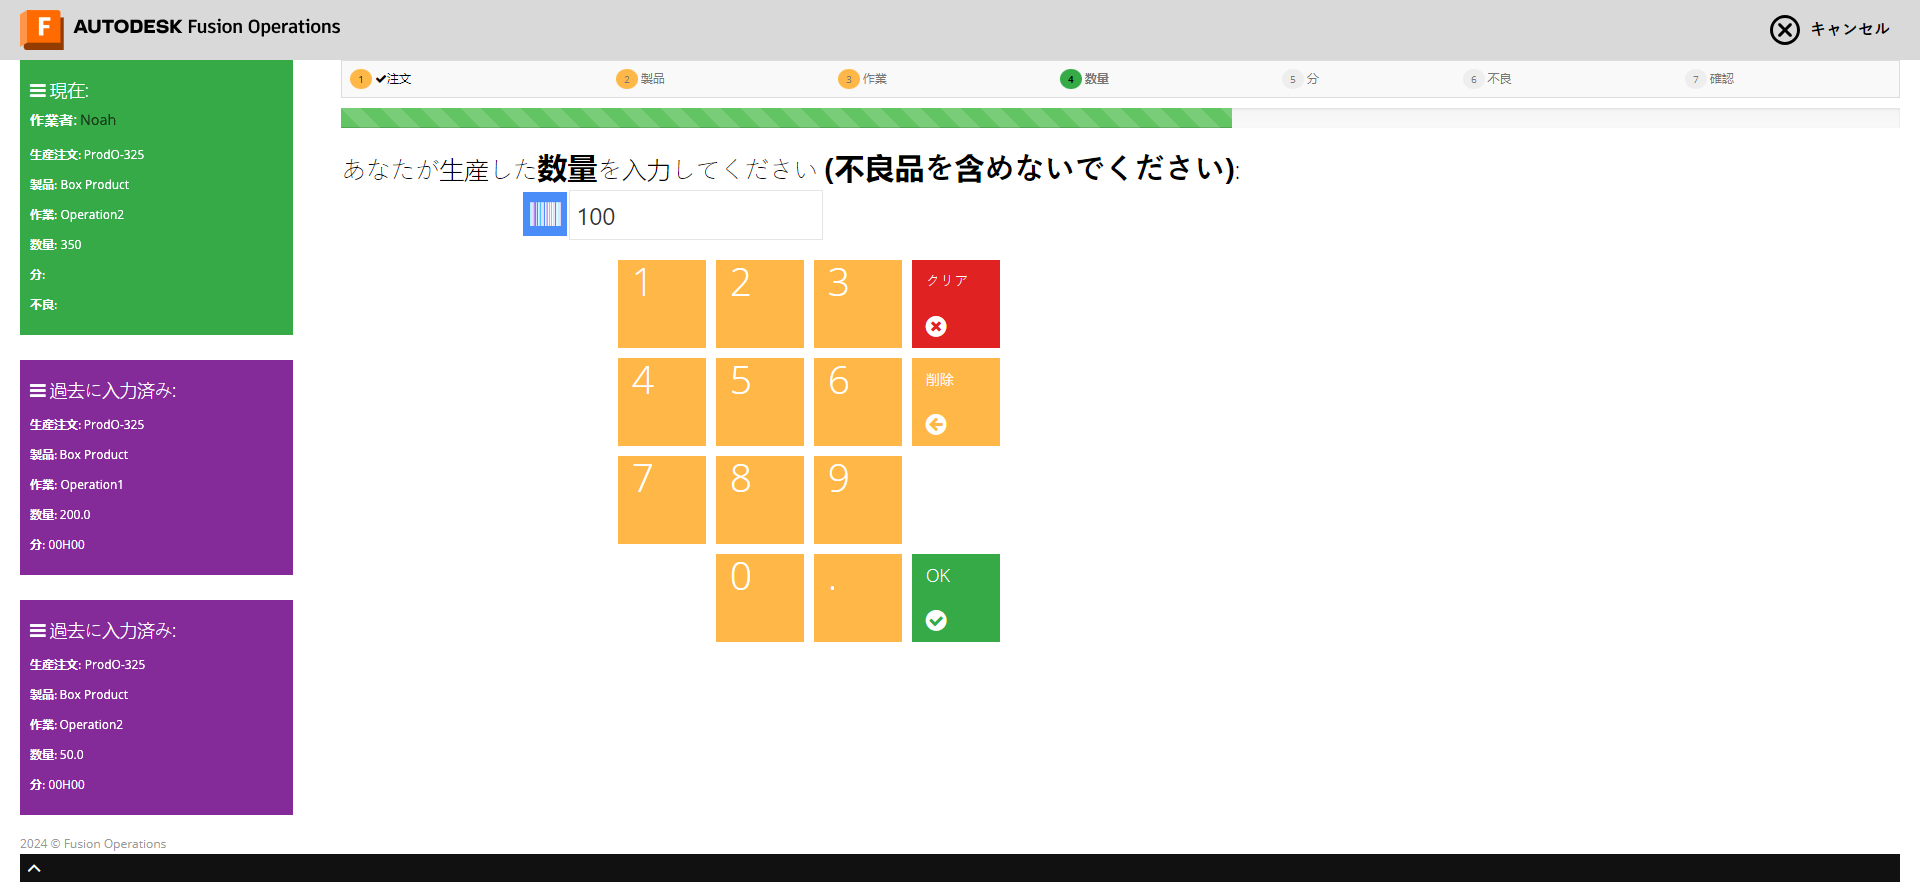 F AUTODESK Fusion Operations
キャンセル
現在:
作業者: Noah
生産注文: ProdO-325
製品: Box Product
作業: Operation2
数量: 350
分:
不良:
過去に入力済み:
生産注文: ProdO-325
製品: Box Product
作業: Operation1
数量: 200.0
分: 00H00
過去に入力済み:
生産注文: ProdO-325
製品: Box Product
作業: Operation2
数量: 50.0
分: 00H00
2024 © Fusion Operations
1 ✔注文 2 製品 3 作業 4 数量 5 分 6 不良 7 確認
あなたが生産した数量を入力してください (不良品を含めないでください):
100
1 2 3 クリア
4 5 6 削除
7 8 9
0 . OK